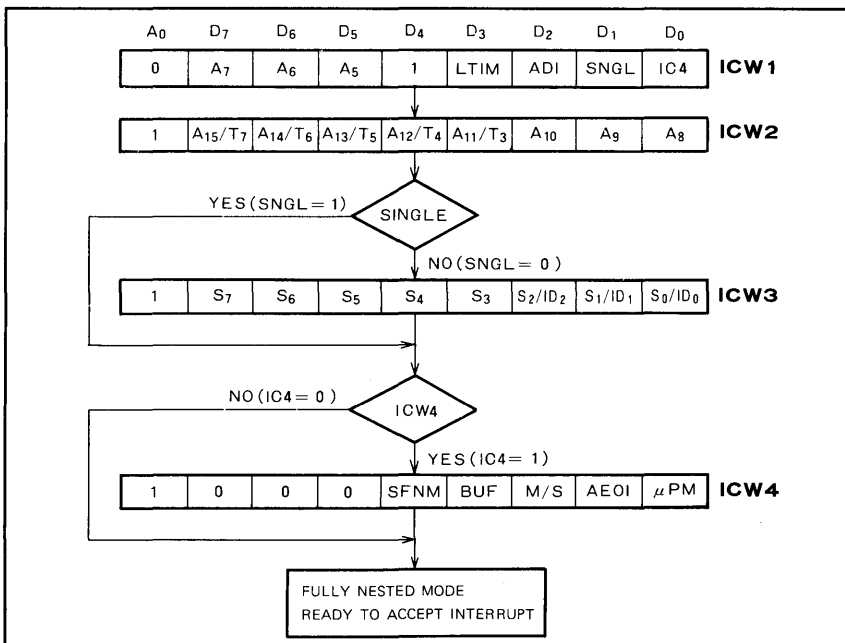 A₀ D₇ D₆ D₅ D₄ D₃ D₂ D₁ D₀
0 A₇ A₆ A₅ 1 LTIM ADI SNGL IC4 ICW1
1 A₁₅/T₇ A₁₄/T₆ A₁₃/T₅ A₁₂/T₄ A₁₁/T₃ A₁₀ A₉ A₈ ICW2
YES(SNGL=1)
SINGLE
NO(SNGL=0)
1 S₇ S₆ S₅ S₄ S₃ S₂/ID₂ S₁/ID₁ S₀/ID₀ ICW3
NO(IC4=0)
ICW4
YES(IC4=1)
1 0 0 0 SFNM BUF M/S AEOI μPM ICW4
FULLY NESTED MODE
READY TO ACCEPT INTERRUPT